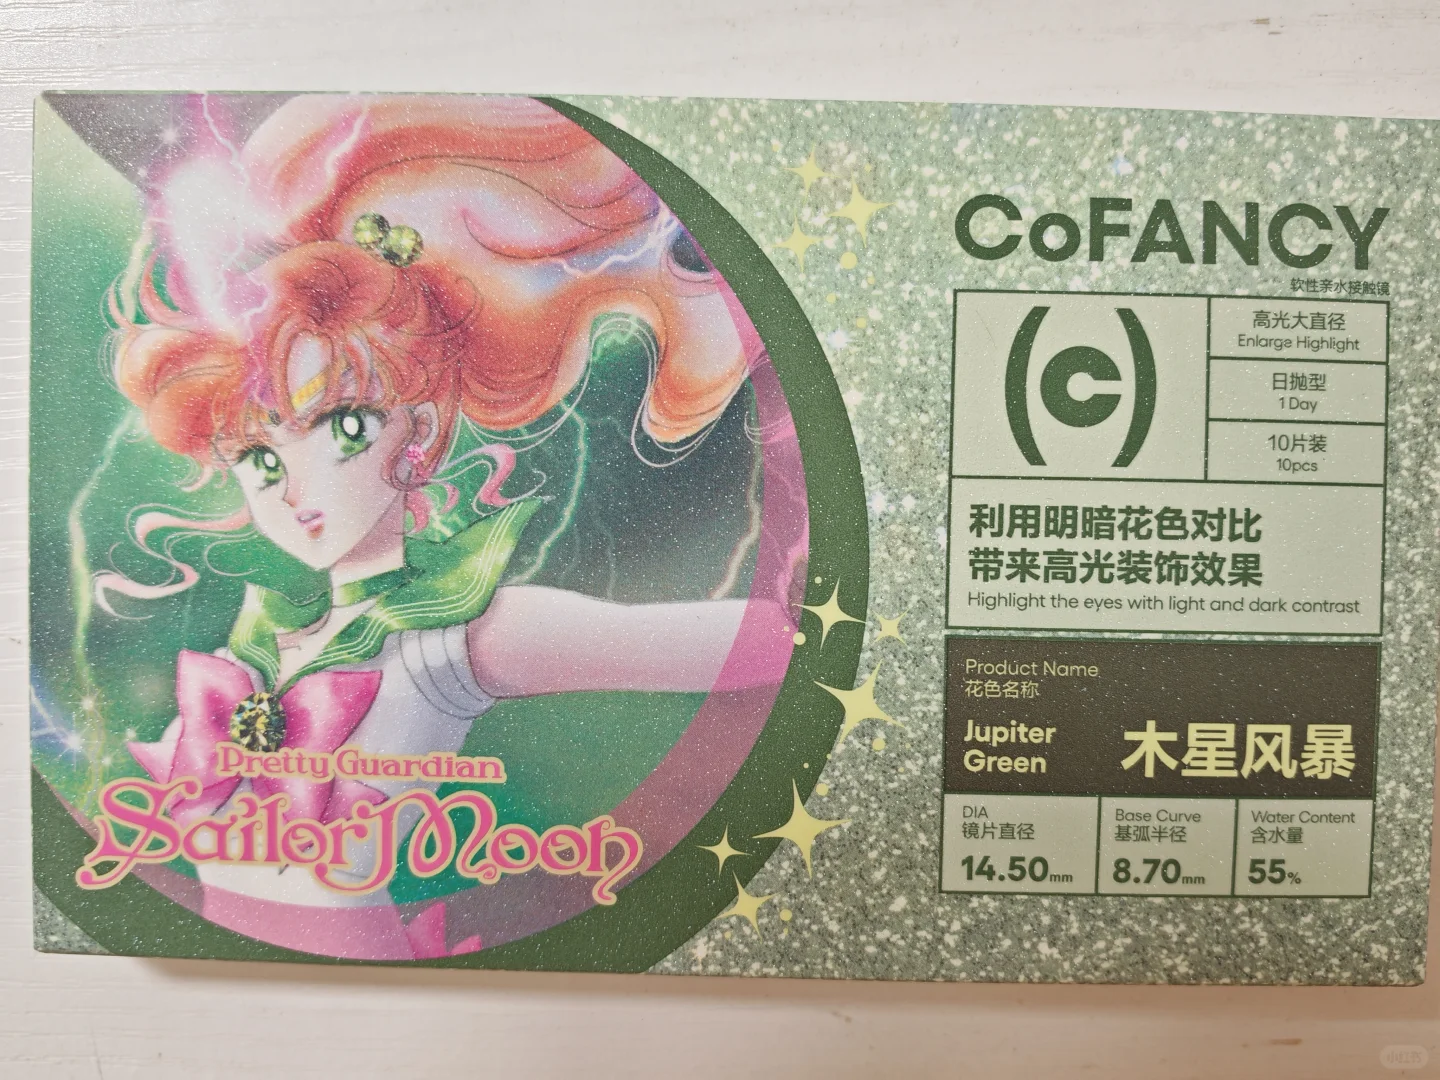 Pretty Guardian
Sailor Moon
CoFANCY
软性亲水接触镜
(c)
高光大直径
Enlarge Highlight
日抛型
1 Day
10片装
10pcs
利用明暗花色对比
带来高光装饰效果
Highlight the eyes with light and dark contrast
Product Name
花色名称
Jupiter
Green
木星风暴
DIA
镜片直径
14.50mm
Base Curve
基弧半径
8.70mm
Water Content
含水量
55%
小红书